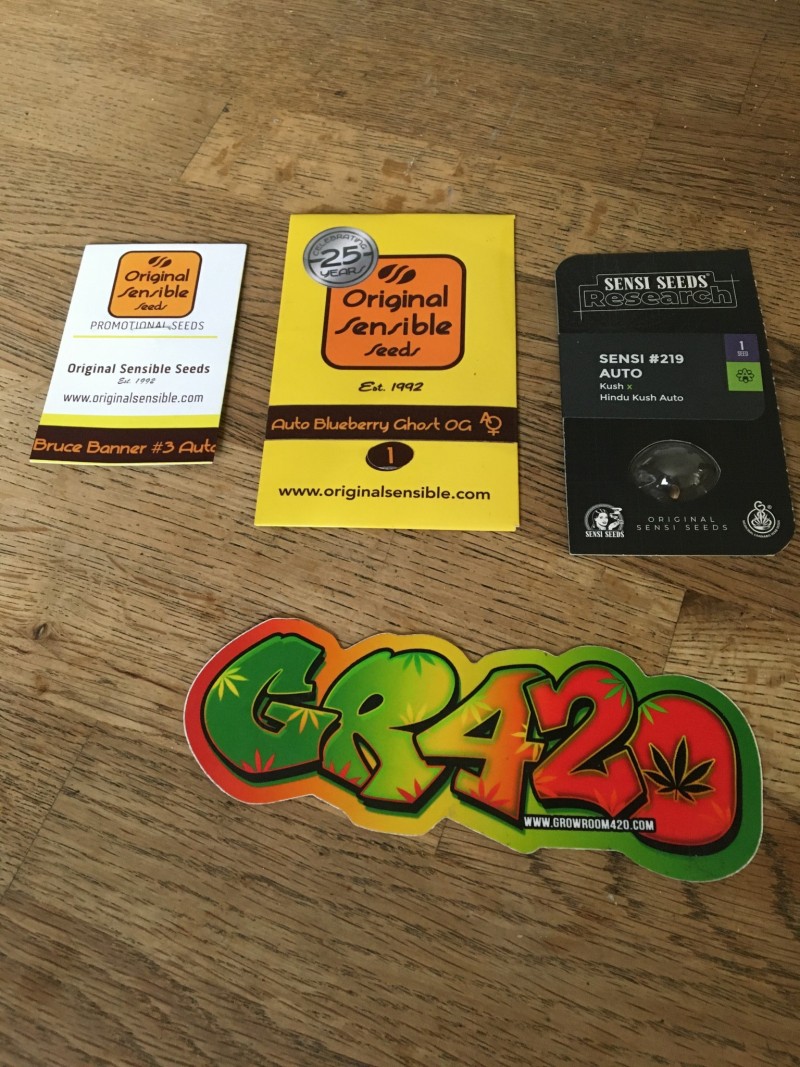 Original
Sensible
Seeds
PROMOTIONAL SEEDS
Original Sensible Seeds
Est. 1992
www.originalsensible.com
Bruce Banner #3 Auto
CELEBRATING
25
YEARS
Original
Sensible
Seeds
Est. 1992
Auto Blueberry Ghost OG
1
www.originalsensible.com
SENSI SEEDS®
Research
SENSI #219
AUTO
Kush x
Hindu Kush Auto
1
SEED
SENSI SEEDS
ORIGINAL
SENSI SEEDS
GR420
WWW.GROWROOM420.COM